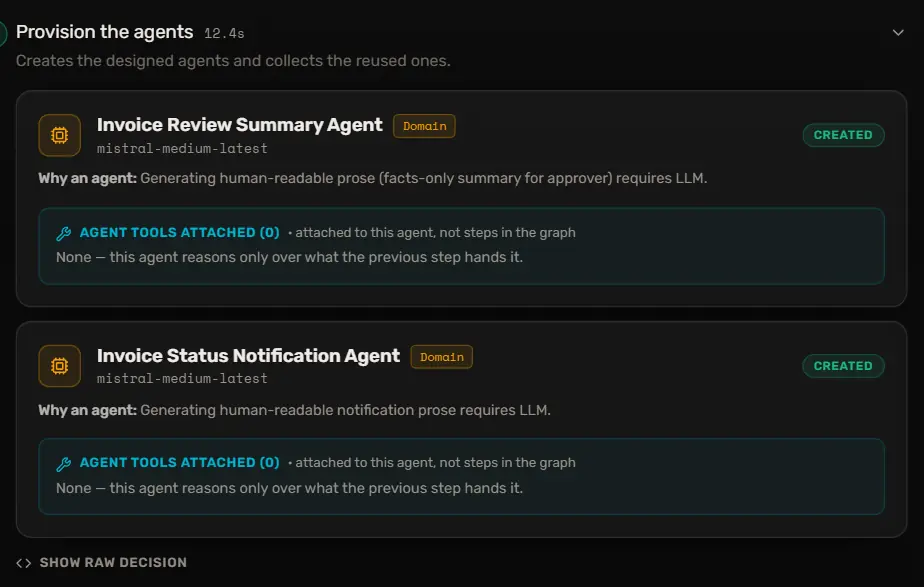 Provision the agents 12.4s
Creates the designed agents and collects the reused ones.
Invoice Review Summary Agent Domain
mistral-medium-latest
CREATED
Why an agent: Generating human-readable prose (facts-only summary for approver) requires LLM.
AGENT TOOLS ATTACHED (0) • attached to this agent, not steps in the graph
None — this agent reasons only over what the previous step hands it.
Invoice Status Notification Agent Domain
mistral-medium-latest
CREATED
Why an agent: Generating human-readable notification prose requires LLM.
AGENT TOOLS ATTACHED (0) • attached to this agent, not steps in the graph
None — this agent reasons only over what the previous step hands it.
<> SHOW RAW DECISION